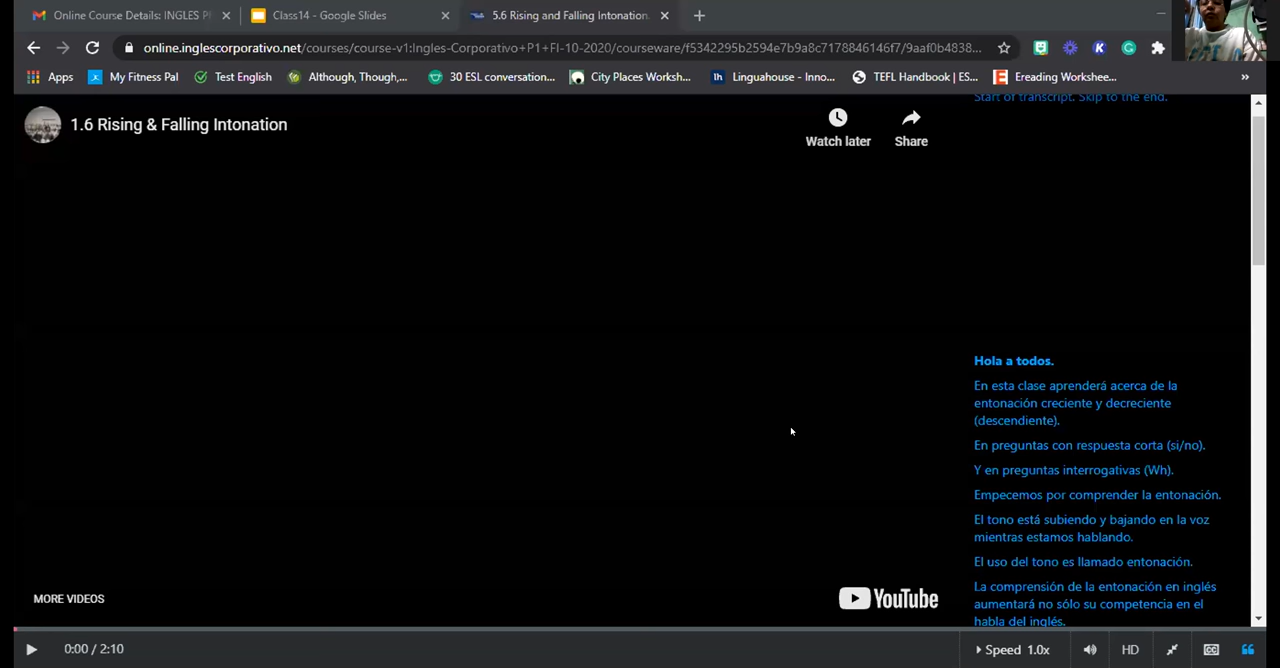 Online Course Details: INGLES P
Class14 - Google Slides
5.6 Rising and Falling Intonation.
online.inglescorporativo.net/courses/course-v1:Ingles-Corporativo+P1+FI-10-2020/courseware/f5342295b2594e7b9a8c7178846146f7/9aaf0b4838...
Apps
My Fitness Pal
Test English
Although, Though,...
30 ESL conversation...
City Places Worksh...
Linguahouse - Inno...
TEFL Handbook | ES...
Ereading Workshee...
»
Start of transcript. Skip to the end.
1.6 Rising & Falling Intonation
Watch later
Share
Hola a todos.
En esta clase aprenderá acerca de la
entonación creciente y decreciente
(descendiente).
En preguntas con respuesta corta (si/no).
Y en preguntas interrogativas (Wh).
Empecemos por comprender la entonación.
El tono está subiendo y bajando en la voz
mientras estamos hablando.
El uso del tono es llamado entonación.
La comprensión de la entonación en inglés
aumentará no sólo su competencia en el
habla del inglés.
MORE VIDEOS
YouTube
0:00 / 2:10
Speed 1.0x
HD
CC